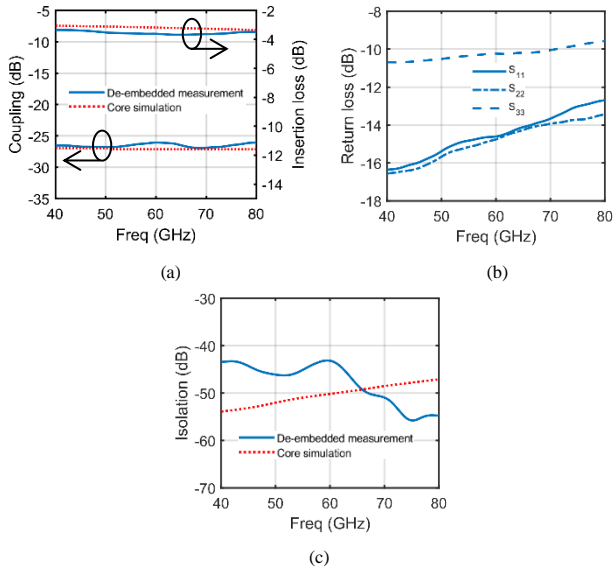 -5
-10
-15
-20
-25
-30
-35
Coupling (dB)
-2
-4
-6
-8
-10
-12
-14
Insertion loss (dB)
De-embedded measurement
Core simulation
40 50 60 70 80
Freq (GHz)
(a)
-8
-10
-12
-14
-16
-18
Return loss (dB)
S11
S22
S33
40 50 60 70 80
Freq (GHz)
(b)
-30
-40
-50
-60
-70
Isolation (dB)
De-embedded measurement
Core simulation
40 50 60 70 80
Freq (GHz)
(c)